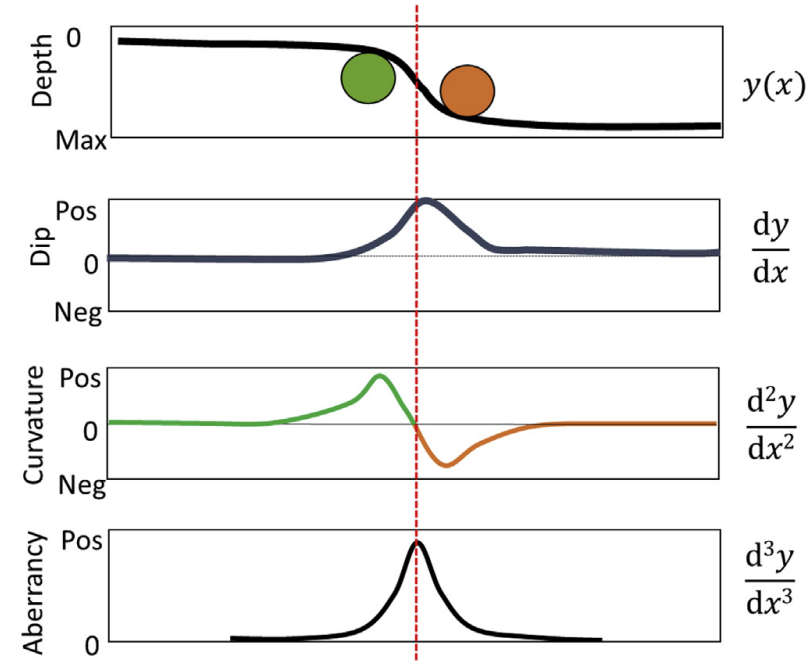 Depth
0
Max
y(x)
Dip
Pos
0
Neg
dy
dx
Curvature
Pos
0
Neg
d²y
dx²
Aberrancy
Pos
0
d³y
dx³